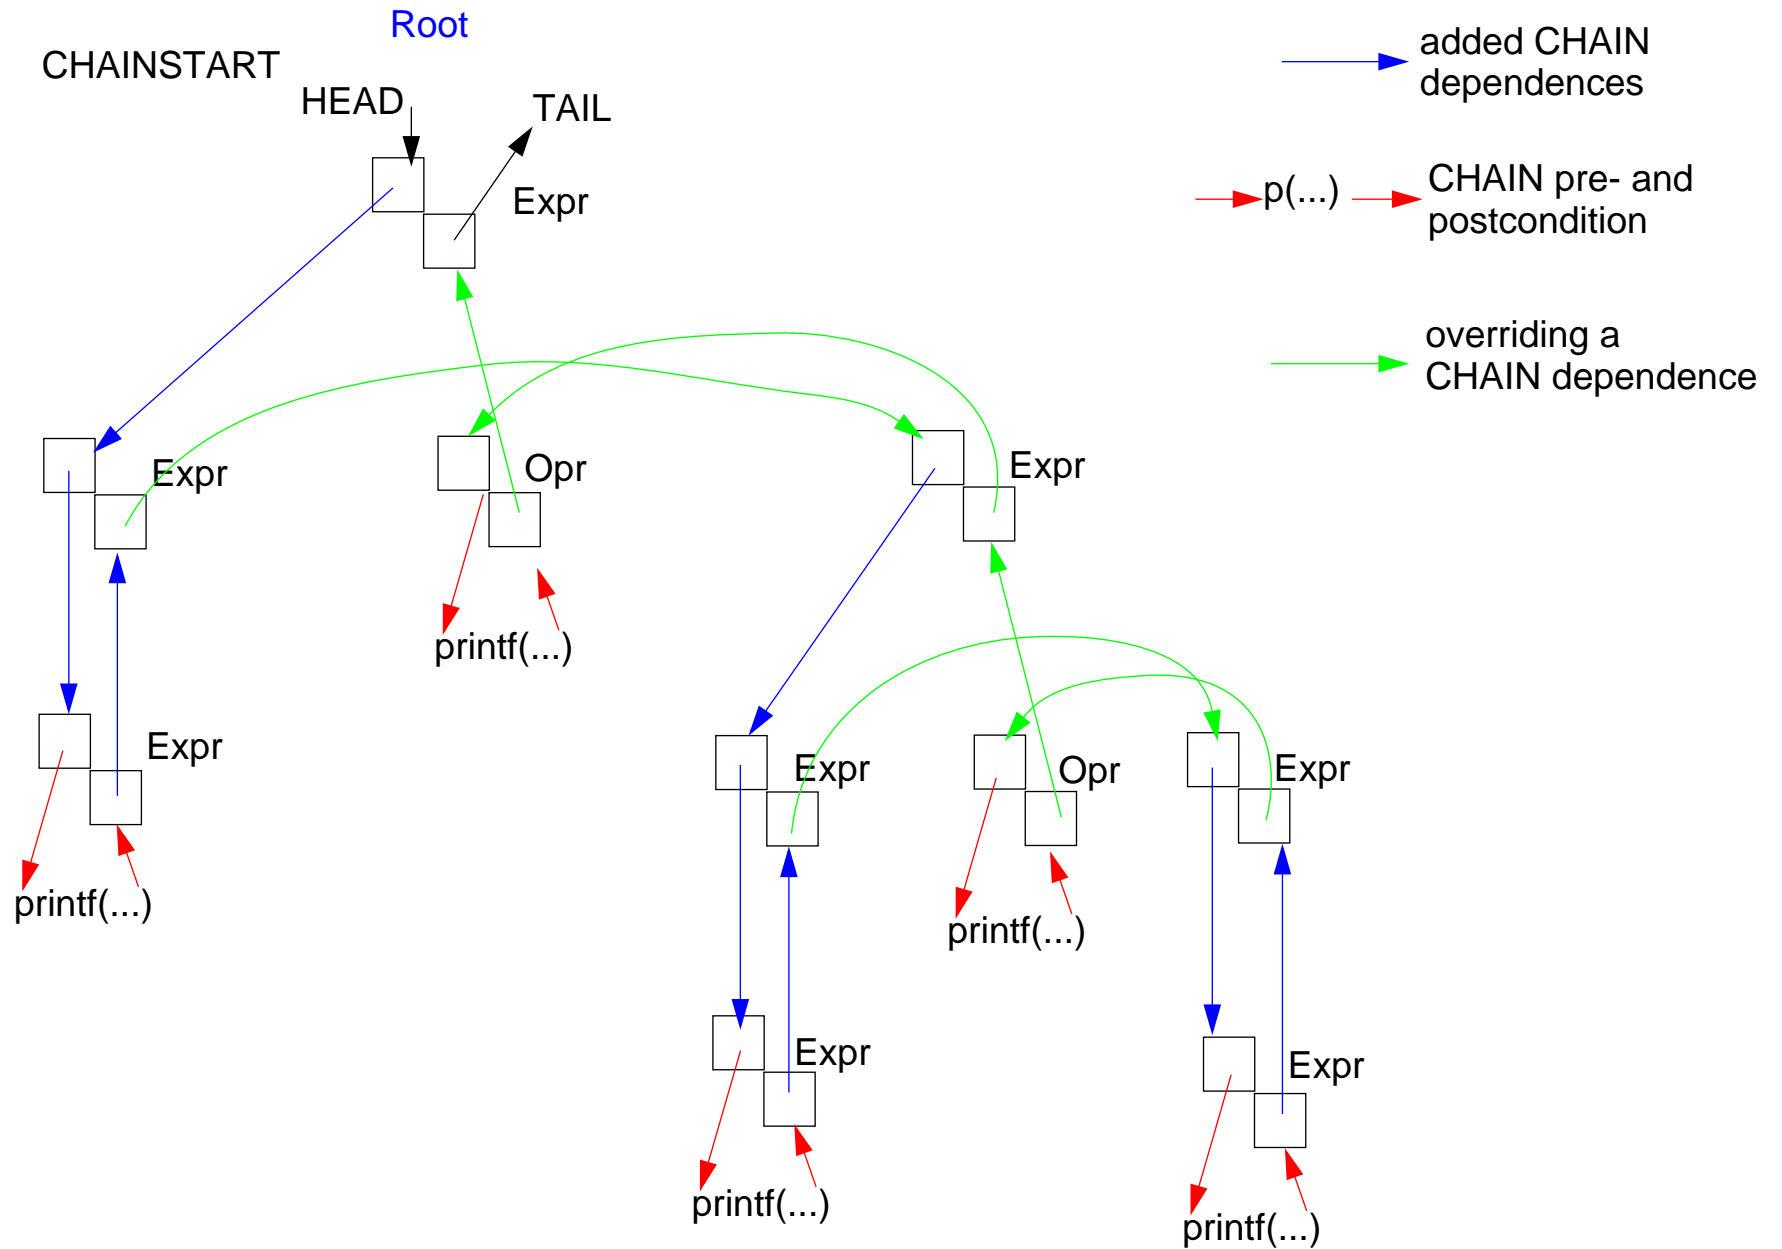 Root
CHAINSTART
HEAD
TAIL
Expr
added CHAIN
dependences
p(...)
CHAIN pre- and
postcondition
overriding a
CHAIN dependence
Expr
Opr
Expr
printf(...)
Expr
Expr
Opr
Expr
printf(...)
printf(...)
Expr
Expr
printf(...)
printf(...)